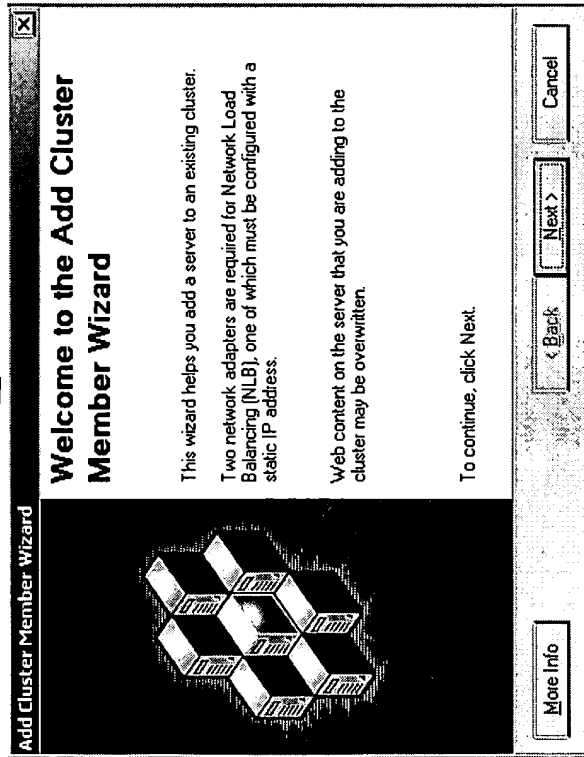 Add Cluster Member Wizard
Welcome to the Add Cluster
Member Wizard
This wizard helps you add a server to an existing cluster.
Two network adapters are required for Network Load
Balancing (NLB), one of which must be configured with a
static IP address.
Web content on the server that you are adding to the
cluster may be overwritten.
To continue, click Next.
More Info
< Back
Next >
Cancel